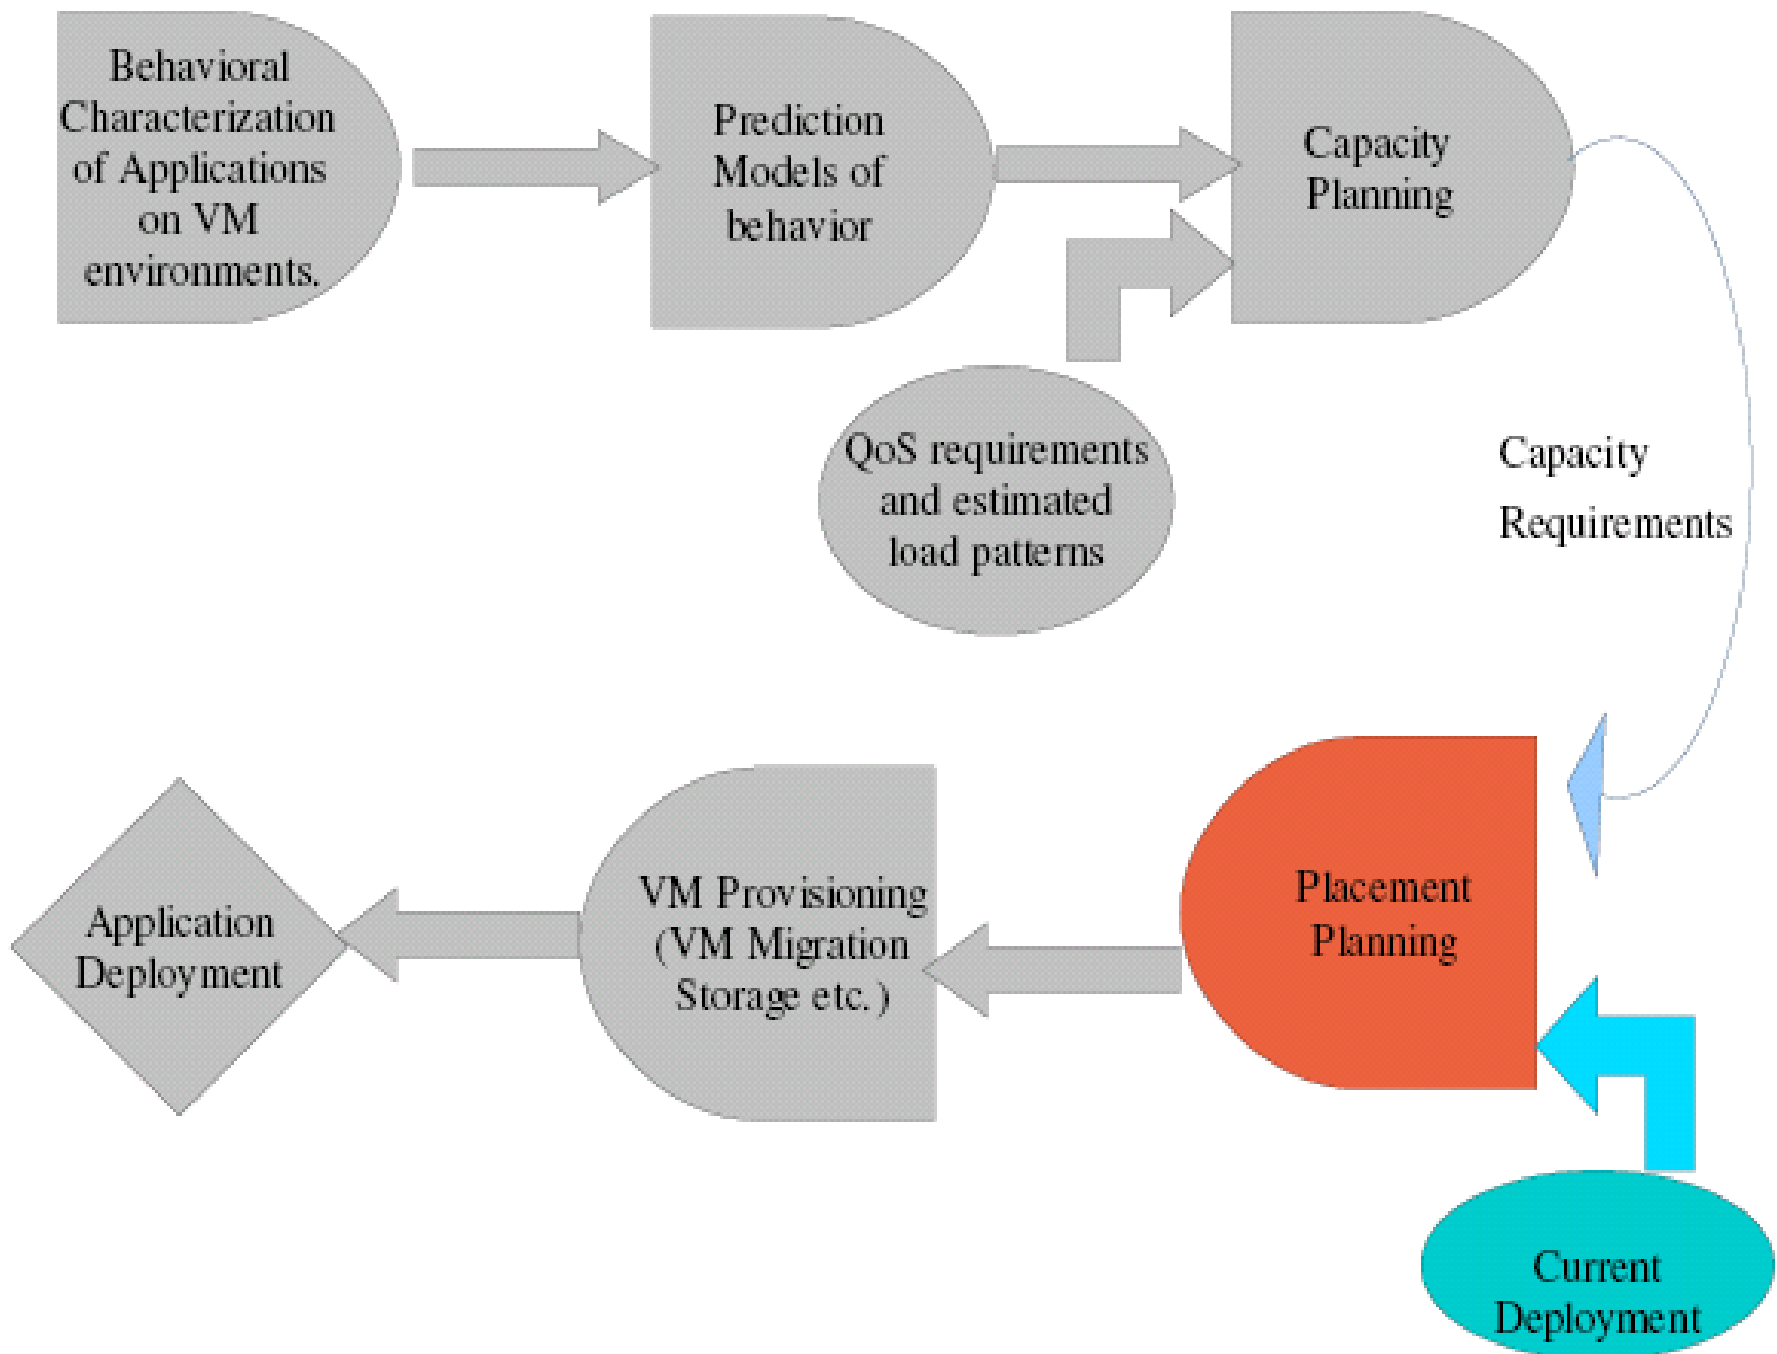 Behavioral
Characterization
of Applications
on VM
environments.
Prediction
Models of
behavior
Capacity
Planning
QoS requirements
and estimated
load patterns
Capacity
Requirements
Application
Deployment
VM Provisioning
(VM Migration
Storage etc.)
Placement
Planning
Current
Deployment